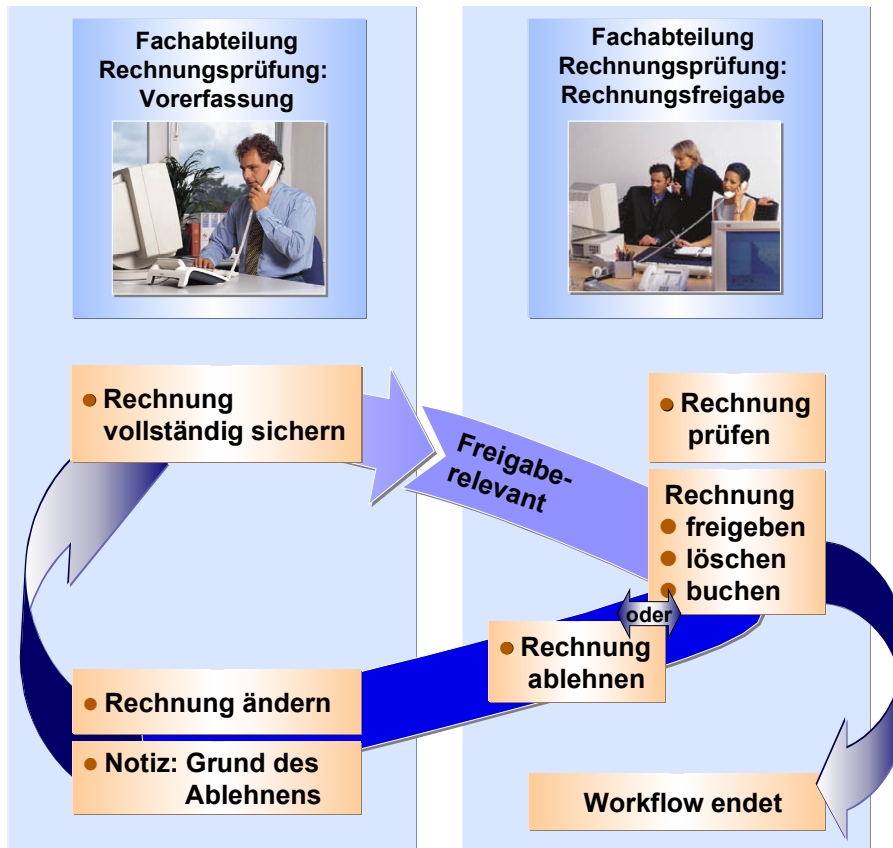 Fachabteilung
Rechnungsprüfung:
Vorerfassung
Fachabteilung
Rechnungsprüfung:
Rechnungsfreigabe
Rechnung
vollständig sichern
Freigabe-
relevant
Rechnung
prüfen
Rechnung
freigeben
löschen
buchen
oder
Rechnung
ablehnen
Rechnung ändern
Notiz: Grund des
Ablehnens
Workflow endet